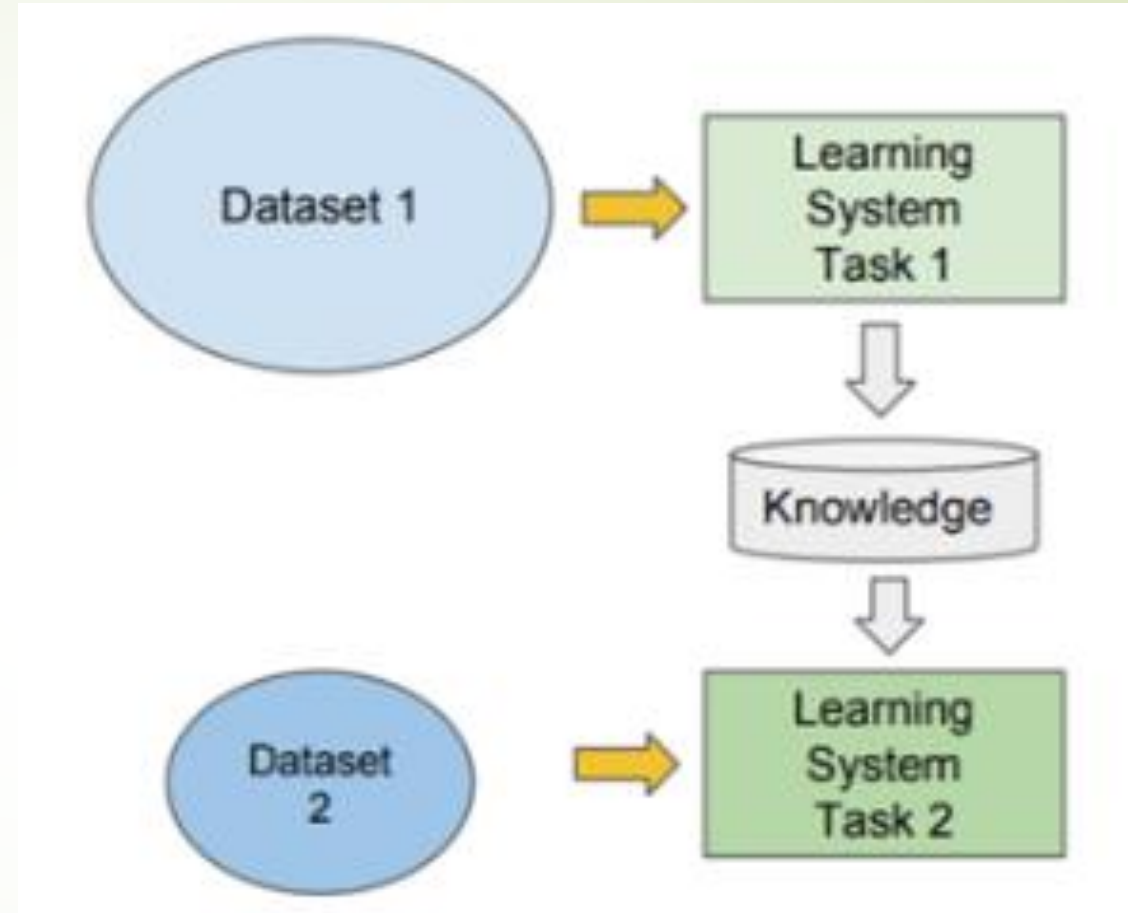 Dataset 1
Learning
System
Task 1
Knowledge
Dataset
2
Learning
System
Task 2